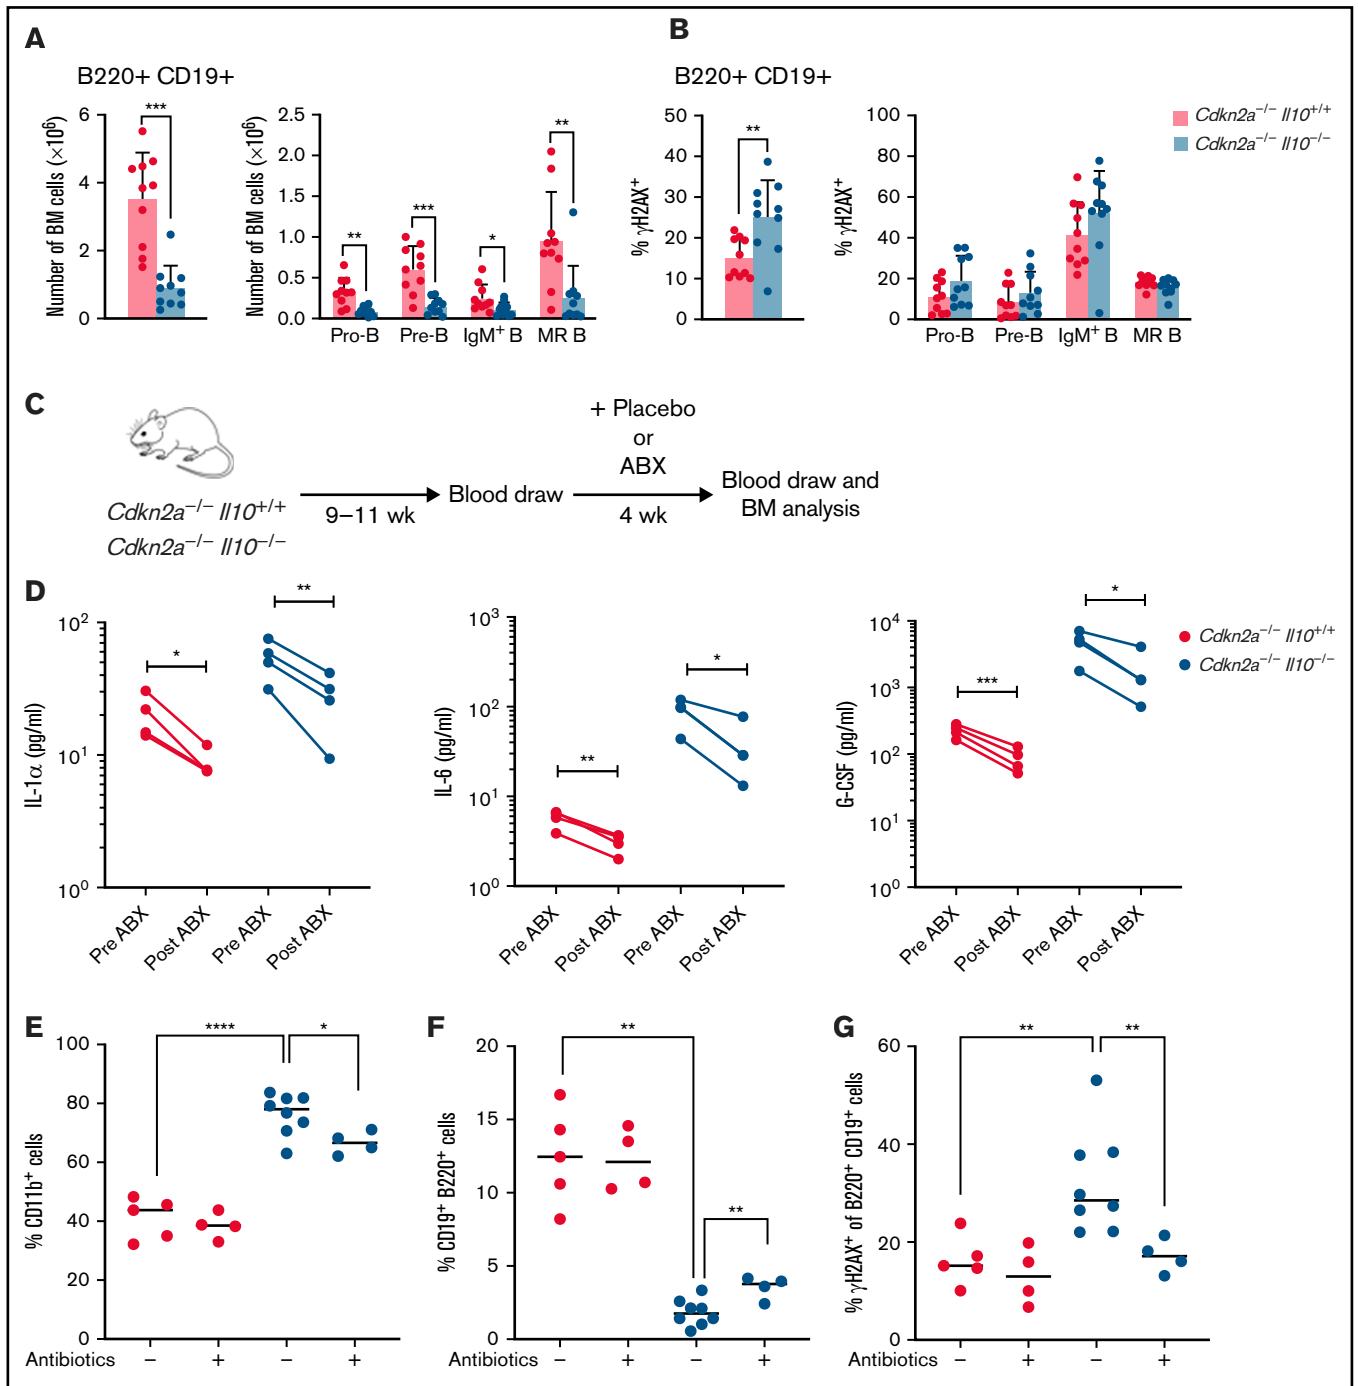 A
B220+ CD19+
Number of BM cells (×10⁶)
6
4
2
0
***
Number of BM cells (×10⁶)
2.5
2.0
1.5
1.0
0.5
0.0
**
***
*
**
Pro-B
Pre-B
IgM⁺ B
MR B
B
B220+ CD19+
% γH2AX⁺
50
40
30
20
10
0
**
% γH2AX⁺
100
80
60
40
20
0
Pro-B
Pre-B
IgM⁺ B
MR B
Cdkn2a⁻/⁻ Il10⁺/⁺
Cdkn2a⁻/⁻ Il10⁻/⁻
C
Cdkn2a⁻/⁻ Il10⁺/⁺
Cdkn2a⁻/⁻ Il10⁻/⁻
9–11 wk
Blood draw
+ Placebo
or
ABX
4 wk
Blood draw and
BM analysis
D
IL-1α (pg/ml)
10²
10¹
10⁰
*
**
Pre ABX
Post ABX
Pre ABX
Post ABX
IL-6 (pg/ml)
10³
10²
10¹
10⁰
**
*
Pre ABX
Post ABX
Pre ABX
Post ABX
G-CSF (pg/ml)
10⁴
10³
10²
10¹
10⁰
***
*
Pre ABX
Post ABX
Pre ABX
Post ABX
Cdkn2a⁻/⁻ Il10⁺/⁺
Cdkn2a⁻/⁻ Il10⁻/⁻
E
% CD11b⁺ cells
100
80
60
40
20
0
****
*
Antibiotics − + − +
F
% CD19⁺ B220⁺ cells
20
15
10
5
0
**
**
Antibiotics − + − +
G
% γH2AX⁺ of B220⁺ CD19⁺ cells
60
40
20
0
**
**
Antibiotics − + − +